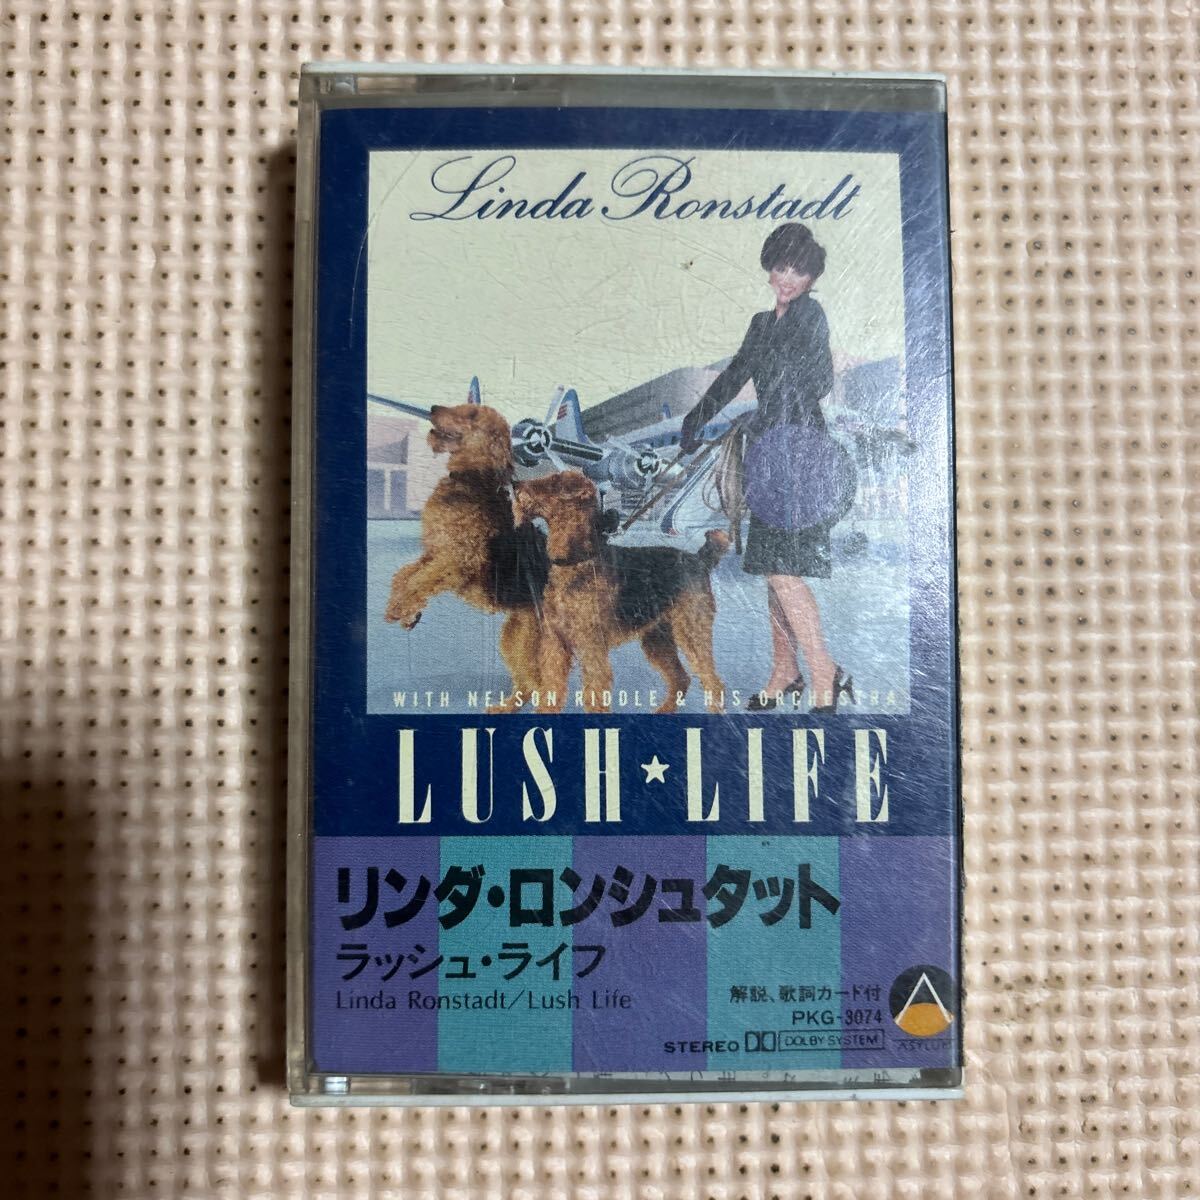 Linda Ronstadt
WITH NELSON RIDDLE & HIS ORCHESTRA
LUSH★LIFE
リンダ・ロンシュタット
ラッシュ・ライフ
Linda Ronstadt/Lush Life
解説、歌詞カード付
PKG-3074
STEREO DOLBY SYSTEM
ASYLUM